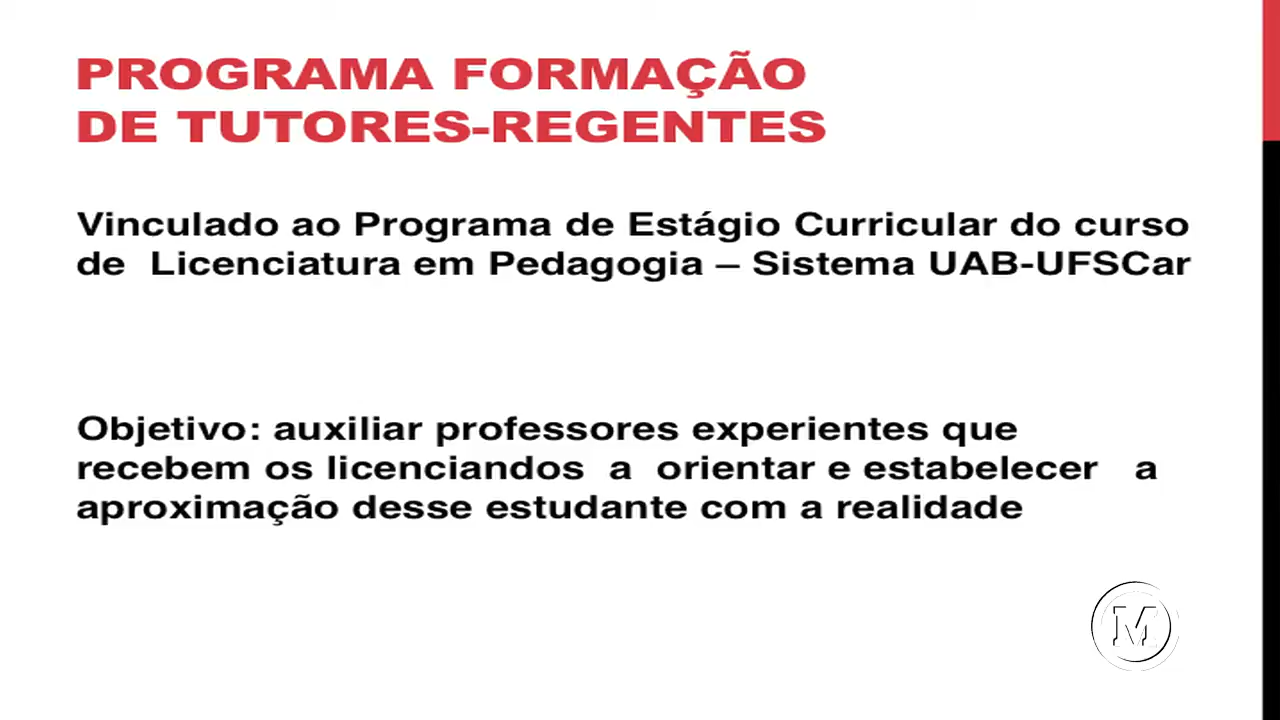 PROGRAMA FORMAÇÃO
DE TUTORES-REGENTES
Vinculado ao Programa de Estágio Curricular do curso
de Licenciatura em Pedagogia – Sistema UAB-UFSCar
Objetivo: auxiliar professores experientes que
recebem os licenciandos a orientar e estabelecer a
aproximação desse estudante com a realidade
M